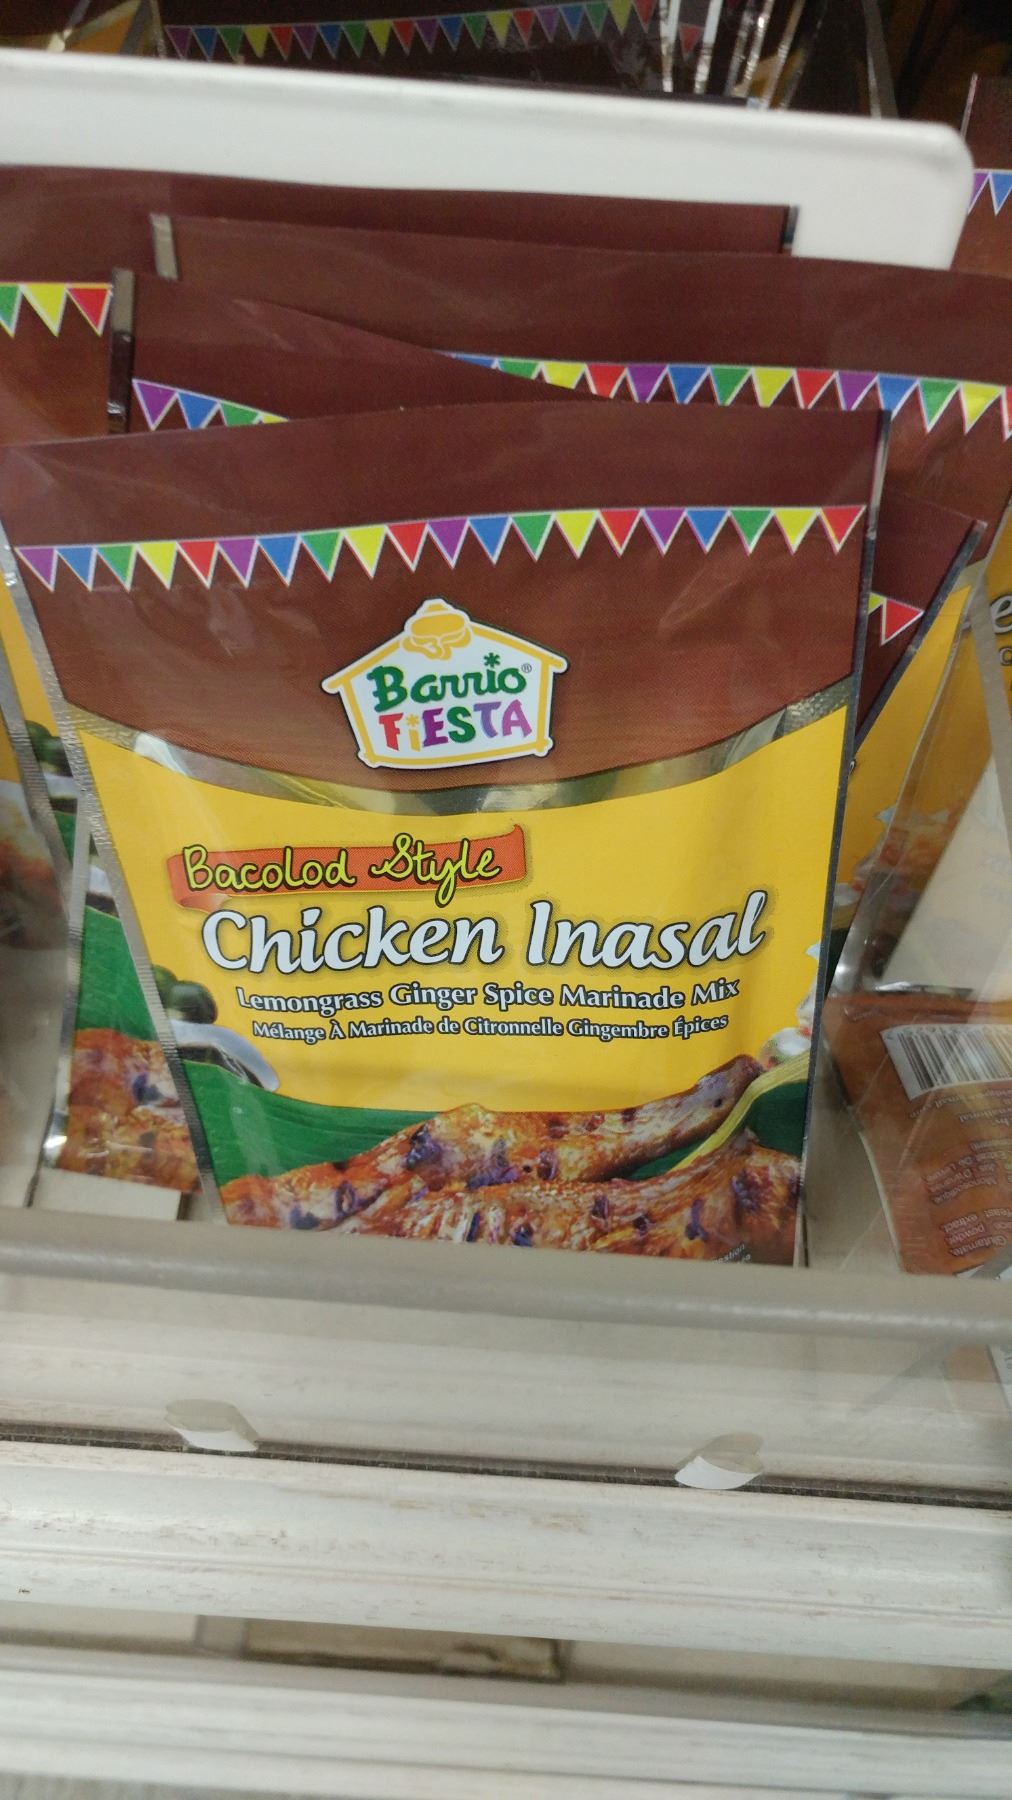 Barrio®
FiESTA
Bacolod Style
Chicken Inasal
Lemongrass Ginger Spice Marinade Mix
Mélange À Marinade de Citronnelle Gingembre Épices